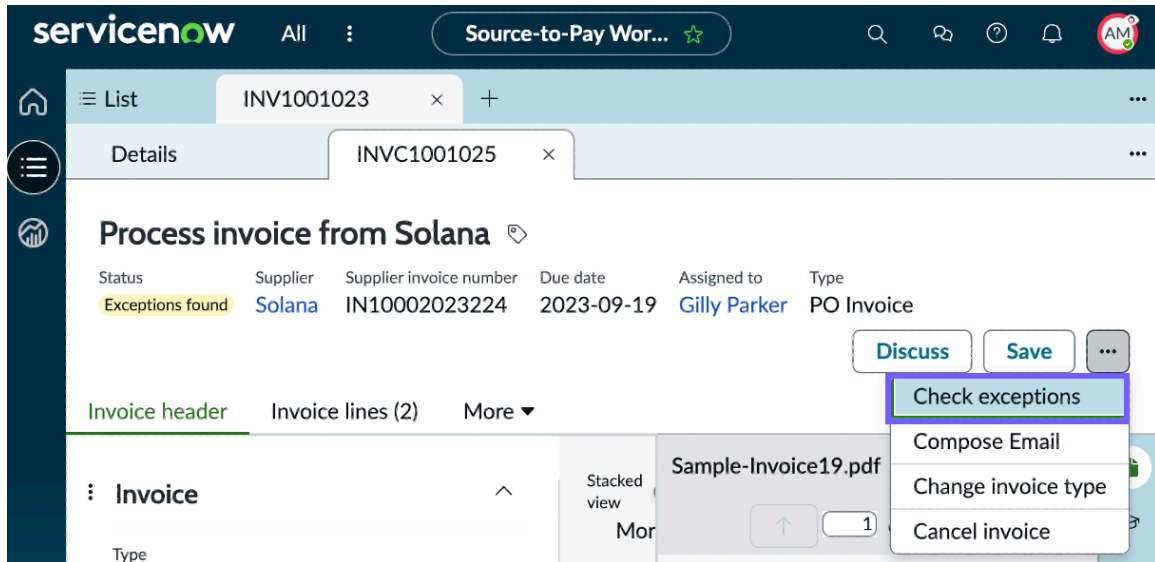 servicenow All Source-to-Pay Wor... AM
List INV1001023
Details INVC1001025
Process invoice from Solana
Status Supplier Supplier invoice number Due date Assigned to Type
Exceptions found Solana IN10002023224 2023-09-19 Gilly Parker PO Invoice
Discuss Save
Check exceptions
Compose Email
Change invoice type
Cancel invoice
Invoice header Invoice lines (2) More
Invoice
Type
Stacked
view
Mor
Sample-Invoice19.pdf
1